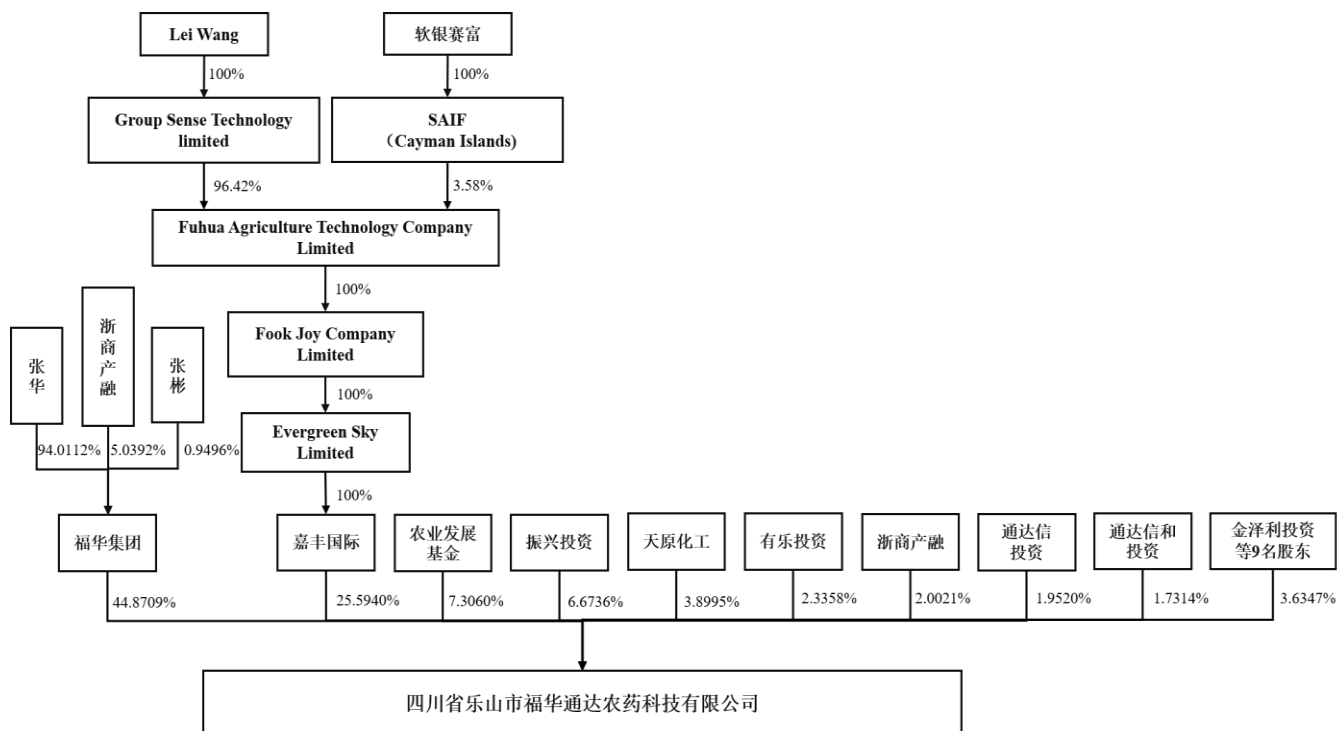 Lei Wang
软银赛富
100%
100%
Group Sense Technology
limited
SAIF
（Cayman Islands)
96.42%
3.58%
Fuhua Agriculture Technology Company
Limited
100%
Fook Joy Company
Limited
100%
Evergreen Sky
Limited
100%
张华
浙商产融
张彬
94.0112%
5.0392%
0.9496%
福华集团
嘉丰国际
农业发展
基金
振兴投资
天原化工
有乐投资
浙商产融
通达信
投资
通达信和
投资
金泽利投资
等9名股东
44.8709%
25.5940%
7.3060%
6.6736%
3.8995%
2.3358%
2.0021%
1.9520%
1.7314%
3.6347%
四川省乐山市福华通达农药科技有限公司